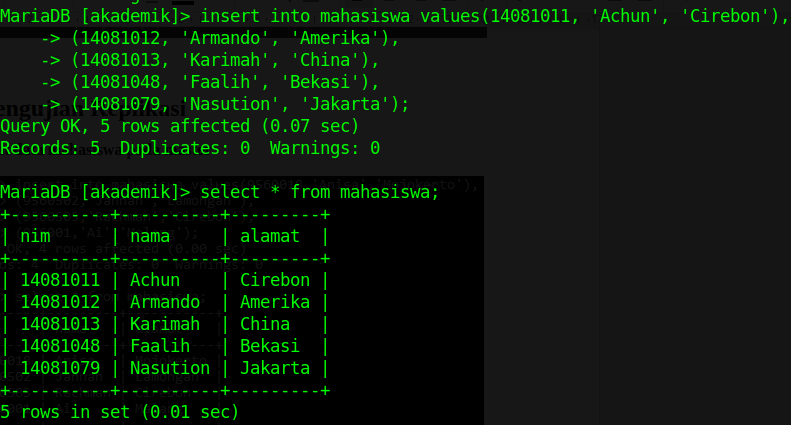 MariaDB [akademik]> insert into mahasiswa values(14081011, 'Achun', 'Cirebon'),
    -> (14081012, 'Armando', 'Amerika'),
    -> (14081013, 'Karimah', 'China'),
    -> (14081048, 'Faalih', 'Bekasi'),
    -> (14081079, 'Nasution', 'Jakarta');
Query OK, 5 rows affected (0.07 sec)
Records: 5  Duplicates: 0  Warnings: 0
MariaDB [akademik]> select * from mahasiswa;
+----------+----------+---------+
| nim      | nama     | alamat  |
+----------+----------+---------+
| 14081011 | Achun    | Cirebon |
| 14081012 | Armando  | Amerika |
| 14081013 | Karimah  | China   |
| 14081048 | Faalih   | Bekasi  |
| 14081079 | Nasution | Jakarta |
+----------+----------+---------+
5 rows in set (0.01 sec)